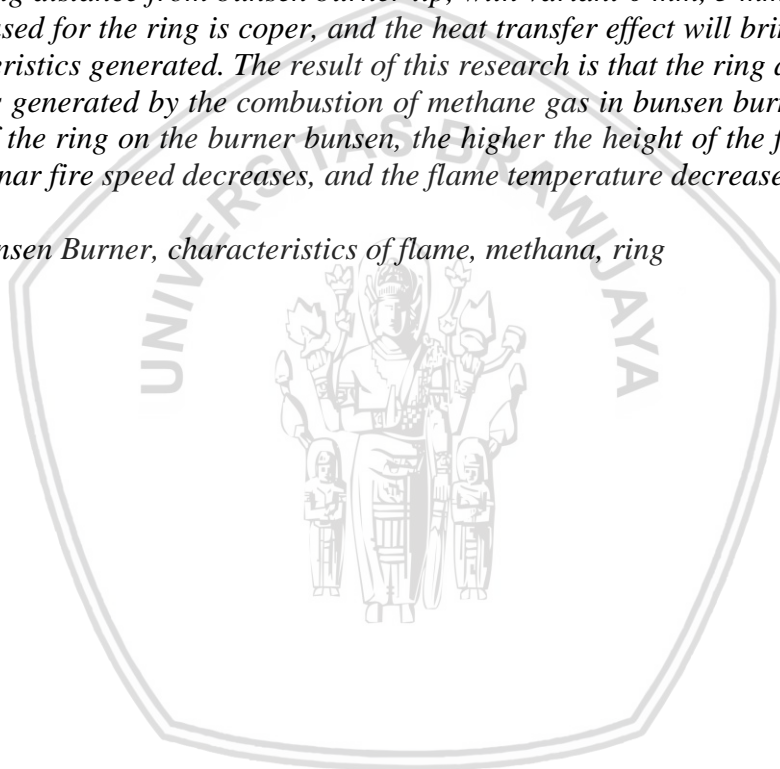 distance from bunsen burner tip, with variant 0 mm, 5 mm
used for the ring is coper, and the heat transfer effect will bri
eristics generated. The result of this research is that the ring
generated by the combustion of methane gas in bunsen bur
the ring on the burner bunsen, the higher the height of the
nar fire speed decreases, and the flame temperature decrease
nsen Burner, characteristics of flame, methana, ring
UNIVERSITAS BRAWIJAYA